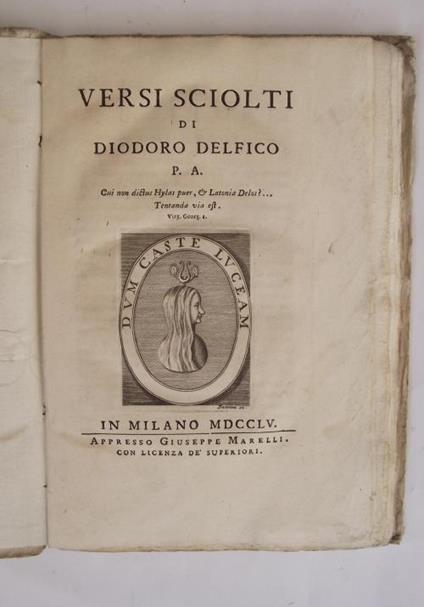 VERSI SCIOLTI
DI
DIODORO DELFICO
P. A.
Cui non dictus Hylas puer, & Latonia Delos?...
Tentanda via est.
Virg. Georg. 3.
DUM CASTE LVCEAM
IN MILANO MDCCLV.
APPRESSO GIUSEPPE MARELLI.
CON LICENZA DE' SUPERIORI.